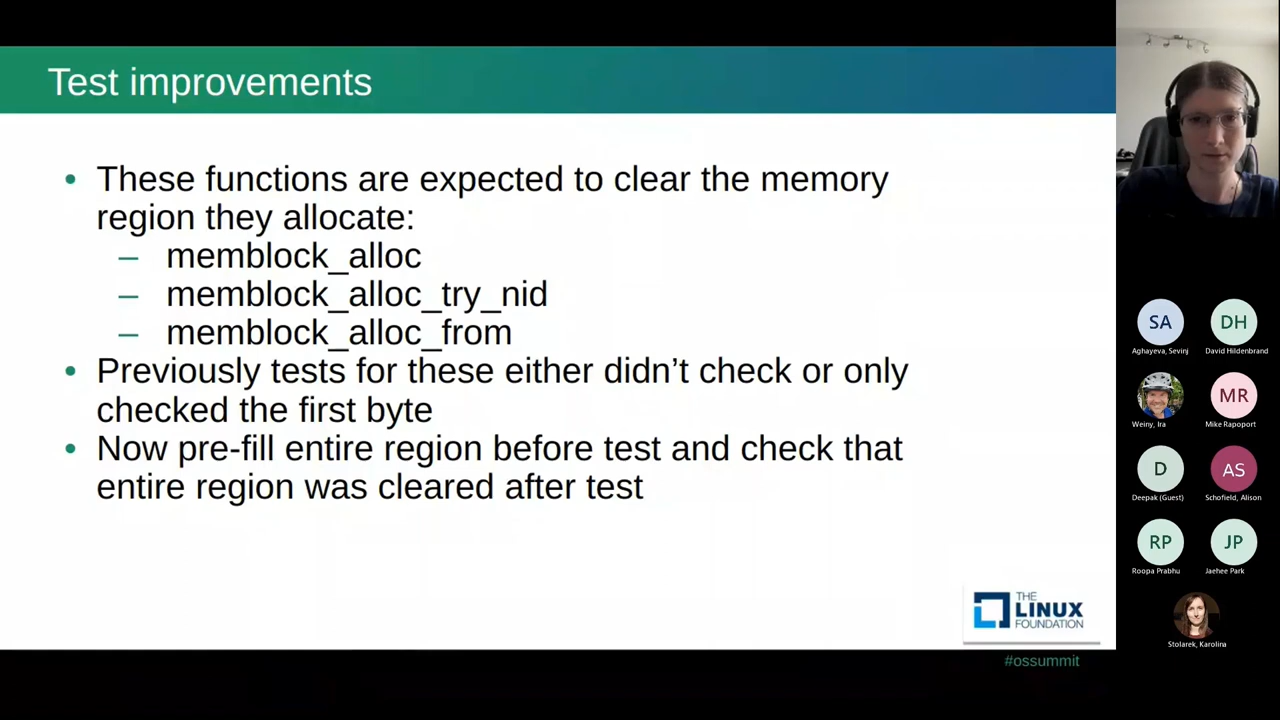 Test improvements
• These functions are expected to clear the memory
region they allocate:
– memblock_alloc
– memblock_alloc_try_nid
– memblock_alloc_from
• Previously tests for these either didn’t check or only
checked the first byte
• Now pre-fill entire region before test and check that
entire region was cleared after test
THE
LINUX
FOUNDATION
#ossummit
SA
DH
Aghayeva, Sevinj
David Hildenbrand
MR
Weiny, Ira
Mike Rapoport
D
AS
Deepak (Guest)
Schofield, Alison
RP
JP
Roopa Prabhu
Jaehee Park
Stolarek, Karolina